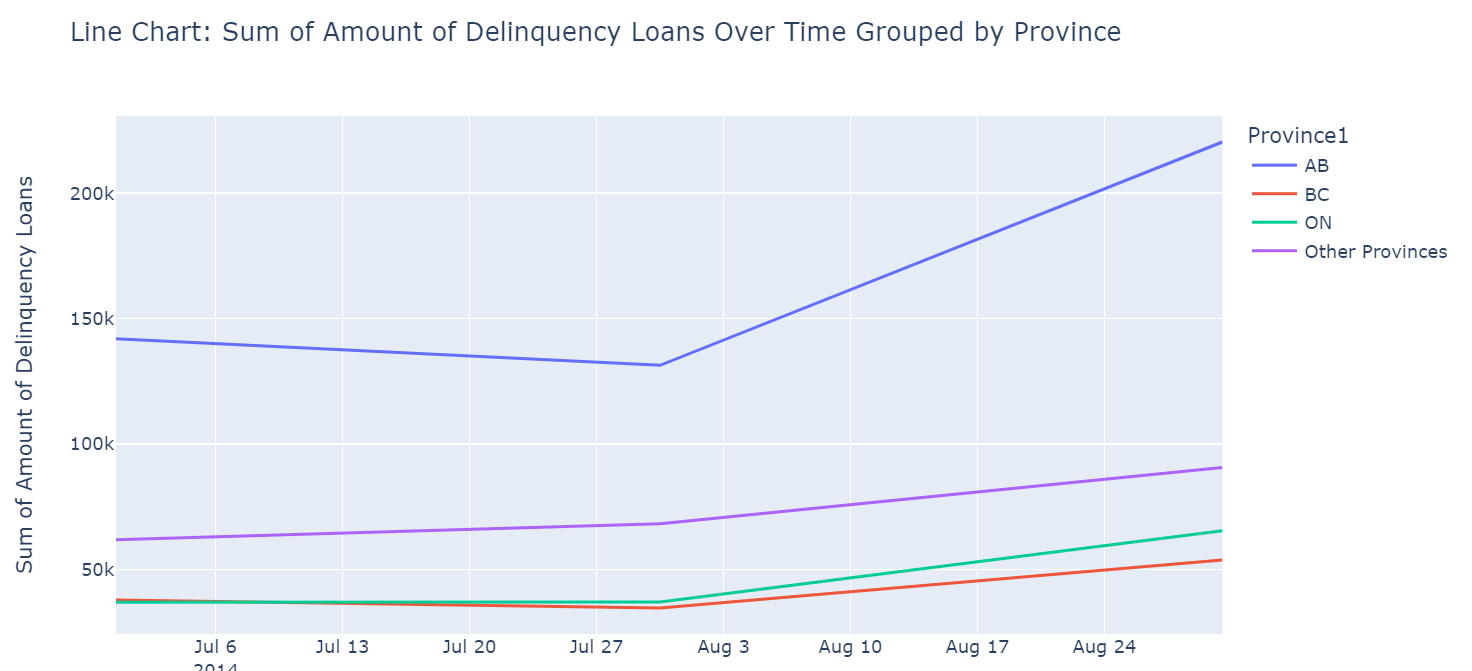 Line Chart: Sum of Amount of Delinquency Loans Over Time Grouped by Province
Sum of Amount of Delinquency Loans
200k
150k
100k
50k
Jul 6 Jul 13 Jul 20 Jul 27 Aug 3 Aug 10 Aug 17 Aug 24
2014
Province1
AB
BC
ON
Other Provinces